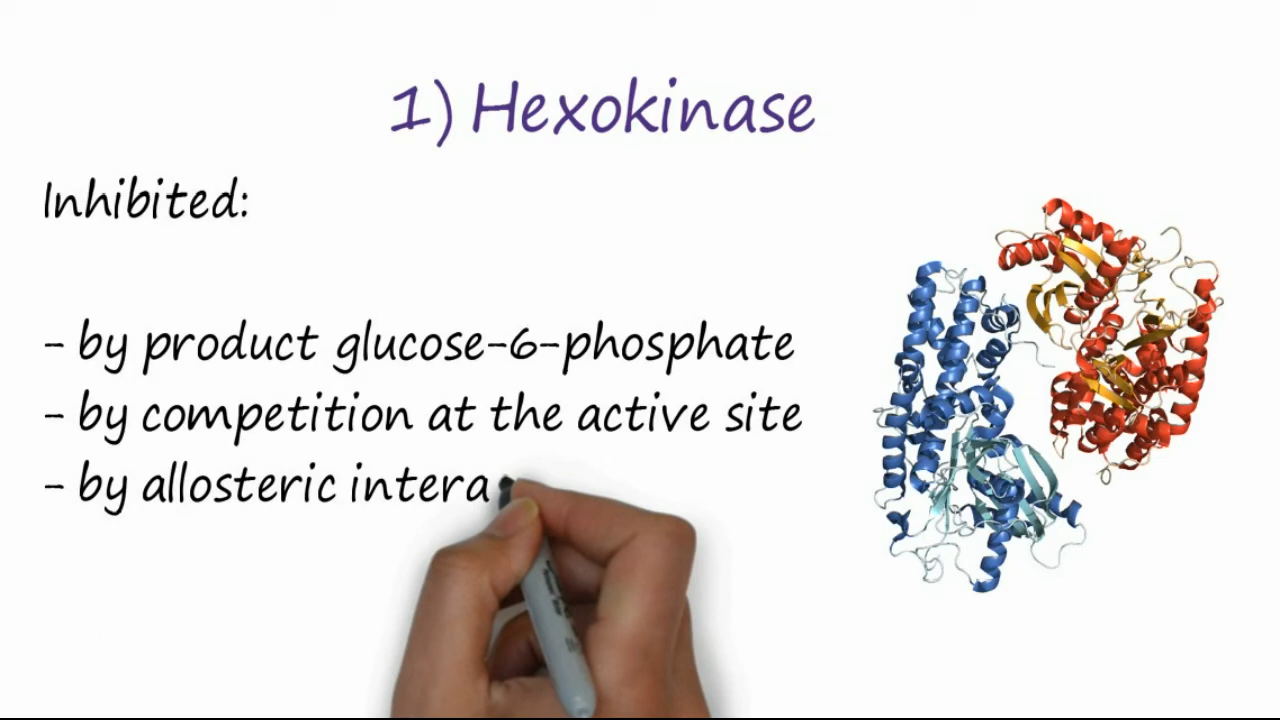 1) Hexokinase
Inhibited:
- by product glucose-6-phosphate
- by competition at the active site
- by allosteric intera